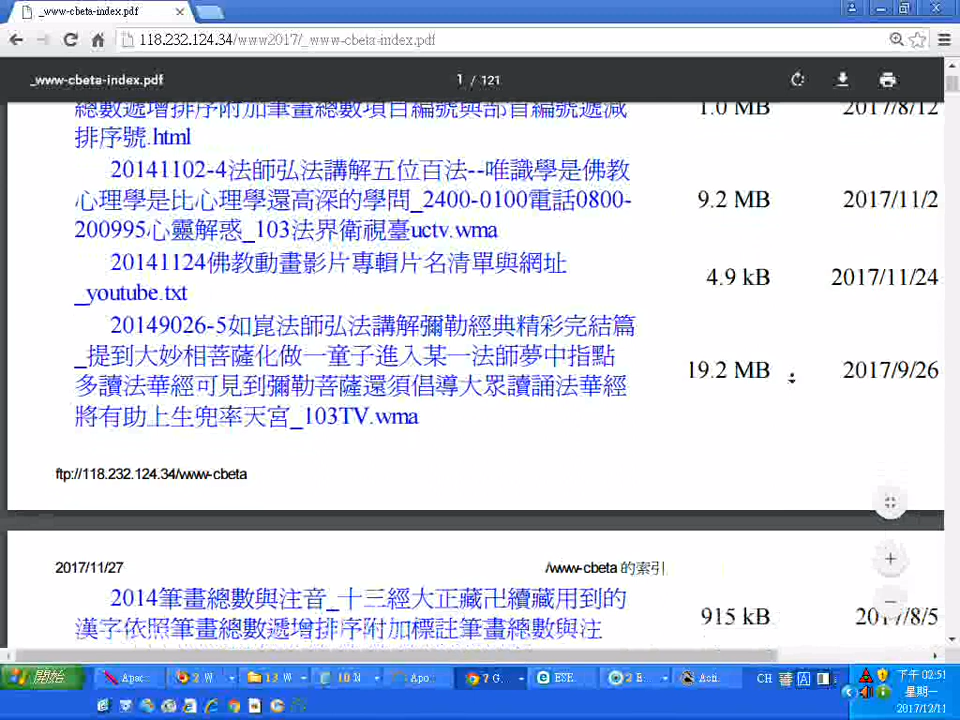 _www-cbeta-index.pdf
118.232.124.34/www2017/_www-cbeta-index.pdf
_www-cbeta-index.pdf
1 / 121
總數遞增排序附加筆畫總數項目編號與部首編號遞減
1.0 MB
2017/8/12
排序號.html
20141102-4法師弘法講解五位百法--唯識學是佛教
心理學是比心理學還高深的學問_2400-0100電話0800-
9.2 MB
2017/11/2
200995心靈解惑_103法界衛視臺uctv.wma
20141124佛教動畫影片專輯片名清單與網址
4.9 kB
2017/11/24
_youtube.txt
20149026-5如崑法師弘法講解彌勒經典精彩完結篇
_提到大妙相菩薩化做一童子進入某一法師夢中指點
19.2 MB
2017/9/26
多讀法華經可見到彌勒菩薩還須倡導大眾讀誦法華經
將有助上生兜率天宮_103TV.wma
ftp://118.232.124.34/www-cbeta
2017/11/27
/www-cbeta 的索引
2014筆畫總數與注音_十三經大正藏卍續藏用到的
915 kB
2017/8/5
漢字依照筆畫總數遞增排序附加標註筆畫總數與注
開始
Apac
2 W
13 W
10 N
Apo
7 G
ESE
2 B
Acti
CH
下午 02:51
星期一
2017/12/11